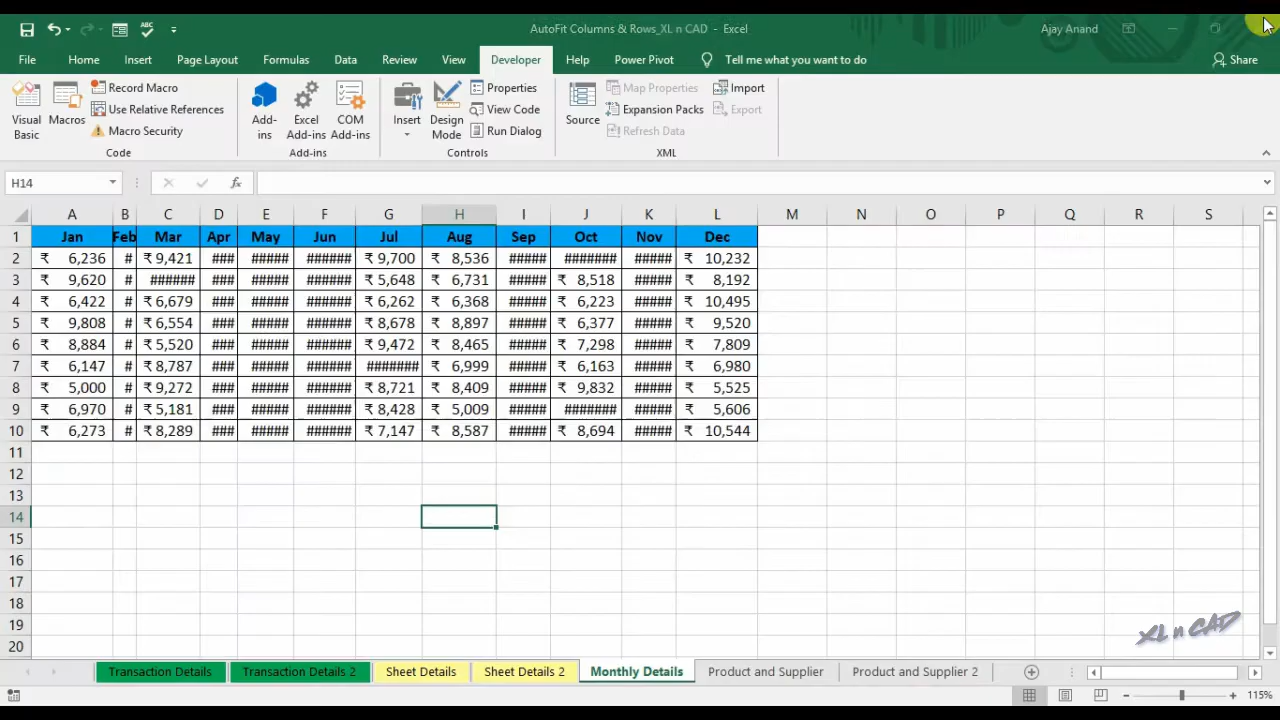 AutoFit Columns & Rows_XL n CAD - Excel
Ajay Anand
File Home Insert Page Layout Formulas Data Review View Developer Help Power Pivot Tell me what you want to do Share
Visual Basic
Macros
Record Macro
Use Relative References
Macro Security
Code
Add-ins
Excel Add-ins
COM Add-ins
Add-ins
Insert
Design Mode
Properties
View Code
Run Dialog
Controls
Source
Map Properties
Expansion Packs
Refresh Data
Import
Export
XML
H14 fx
A B C D E F G H I J K L M N O P Q R S
1 Jan Feb Mar Apr May Jun Jul Aug Sep Oct Nov Dec
2 ₹ 6,236 # ₹ 9,421 ### ##### ###### ₹ 9,700 ₹ 8,536 ##### ####### ##### ₹ 10,232
3 ₹ 9,620 # ###### ### ##### ###### ₹ 5,648 ₹ 6,731 ##### ₹ 8,518 ##### ₹ 8,192
4 ₹ 6,422 # ₹ 6,679 ### ##### ###### ₹ 6,262 ₹ 6,368 ##### ₹ 6,223 ##### ₹ 10,495
5 ₹ 9,808 # ₹ 6,554 ### ##### ###### ₹ 8,678 ₹ 8,897 ##### ₹ 6,377 ##### ₹ 9,520
6 ₹ 8,884 # ₹ 5,520 ### ##### ###### ₹ 9,472 ₹ 8,465 ##### ₹ 7,298 ##### ₹ 7,809
7 ₹ 6,147 # ₹ 8,787 ### ##### ###### ####### ₹ 6,999 ##### ₹ 6,163 ##### ₹ 6,980
8 ₹ 5,000 # ₹ 9,272 ### ##### ###### ₹ 8,721 ₹ 8,409 ##### ₹ 9,832 ##### ₹ 5,525
9 ₹ 6,970 # ₹ 5,181 ### ##### ###### ₹ 8,428 ₹ 5,009 ##### ####### ##### ₹ 5,606
10 ₹ 6,273 # ₹ 8,289 ### ##### ###### ₹ 7,147 ₹ 8,587 ##### ₹ 8,694 ##### ₹ 10,544
11
12
13
14
15
16
17
18
19
20
XL n CAD
Transaction Details Transaction Details 2 Sheet Details Sheet Details 2 Monthly Details Product and Supplier Product and Supplier 2
115%